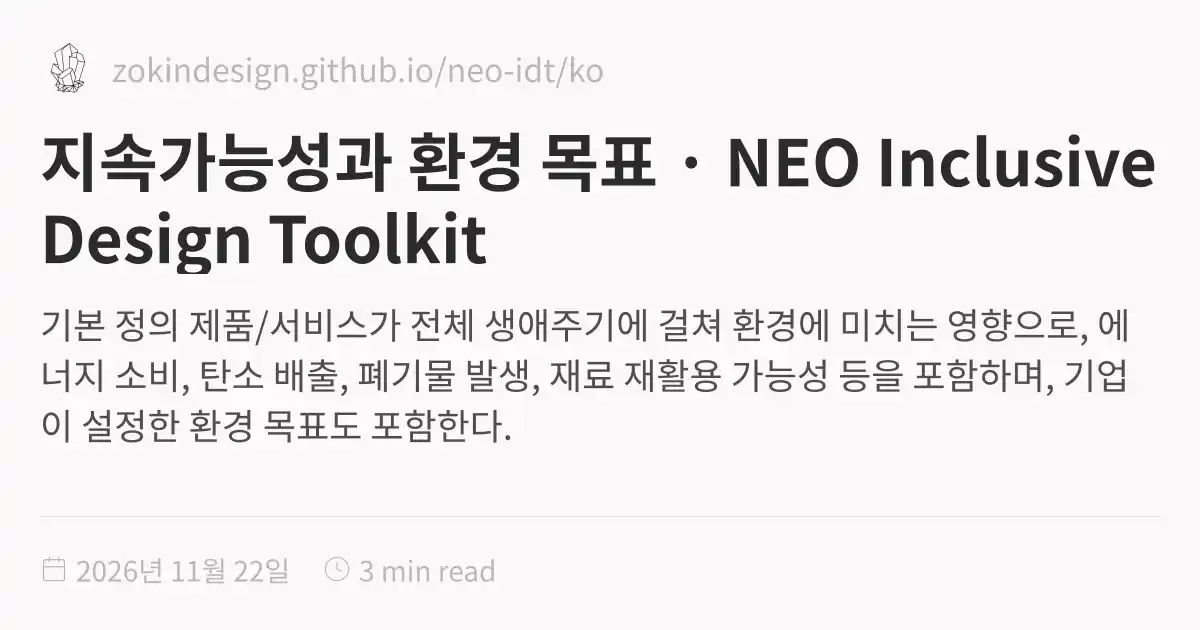 zokindesign.github.io/neo-idt/ko
지속가능성과 환경 목표 · NEO Inclusive
Design Toolkit
기본 정의 제품/서비스가 전체 생애주기에 걸쳐 환경에 미치는 영향으로, 에
너지 소비, 탄소 배출, 폐기물 발생, 재료 재활용 가능성 등을 포함하며, 기업
이 설정한 환경 목표도 포함한다.
2026년 11월 22일 3 min read